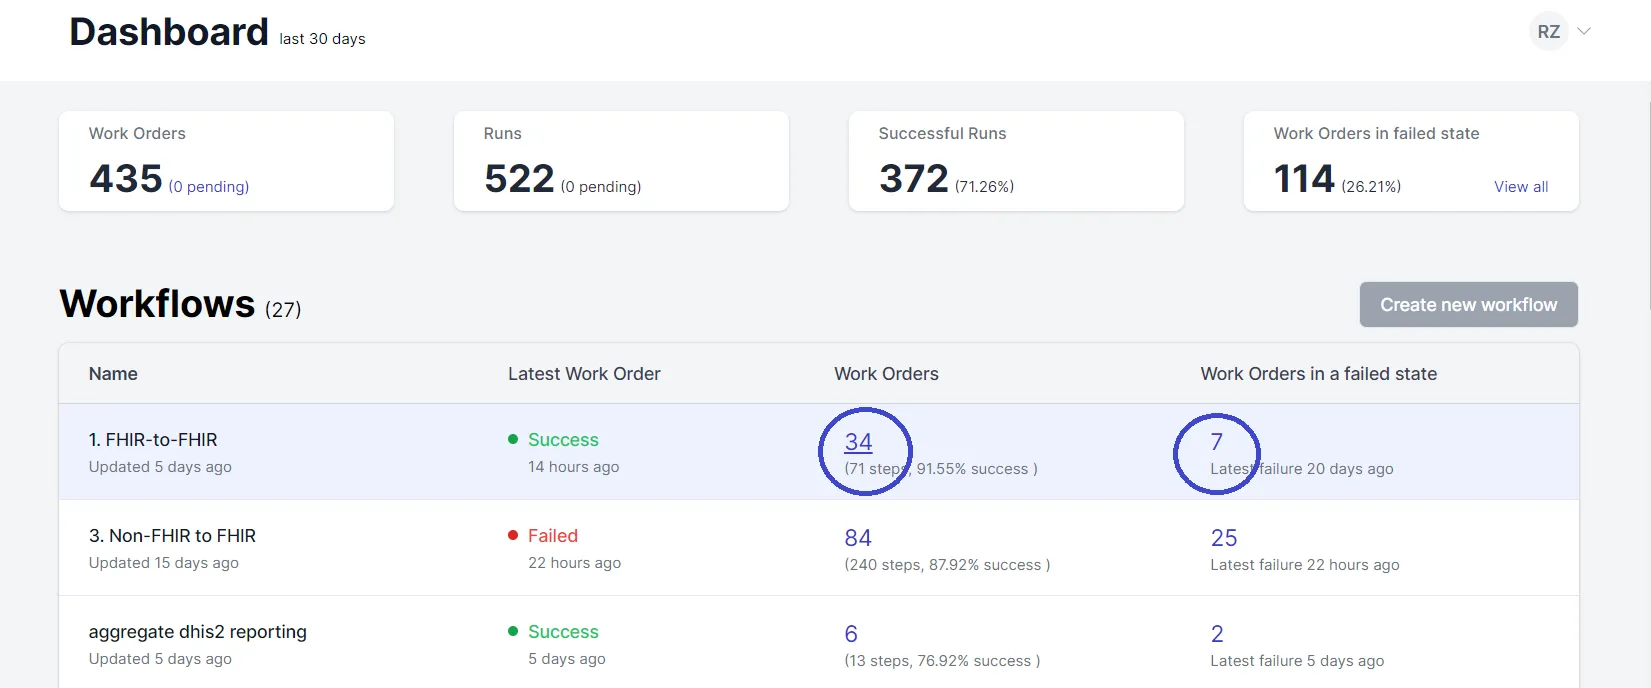 Dashboard last 30 days
RZ
Work Orders
435 (0 pending)
Runs
522 (0 pending)
Successful Runs
372 (71.26%)
Work Orders in failed state
114 (26.21%) View all
Workflows (27)
Create new workflow
Name Latest Work Order Work Orders Work Orders in a failed state
1. FHIR-to-FHIR Success 34 7
Updated 5 days ago 14 hours ago (71 steps, 91.55% success ) Latest failure 20 days ago
3. Non-FHIR to FHIR Failed 84 25
Updated 15 days ago 22 hours ago (240 steps, 87.92% success ) Latest failure 22 hours ago
aggregate dhis2 reporting Success 6 2
Updated 5 days ago 5 days ago (13 steps, 76.92% success ) Latest failure 5 days ago